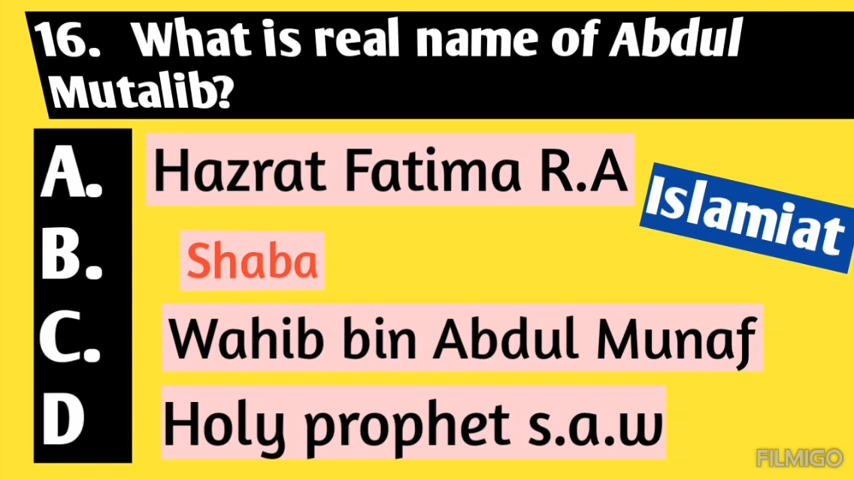 16. What is real name of Abdul
Mutalib?
A. Hazrat Fatima R.A
Islamiat
B. Shaba
C. Wahib bin Abdul Munaf
D Holy prophet s.a.w
FILMIGO